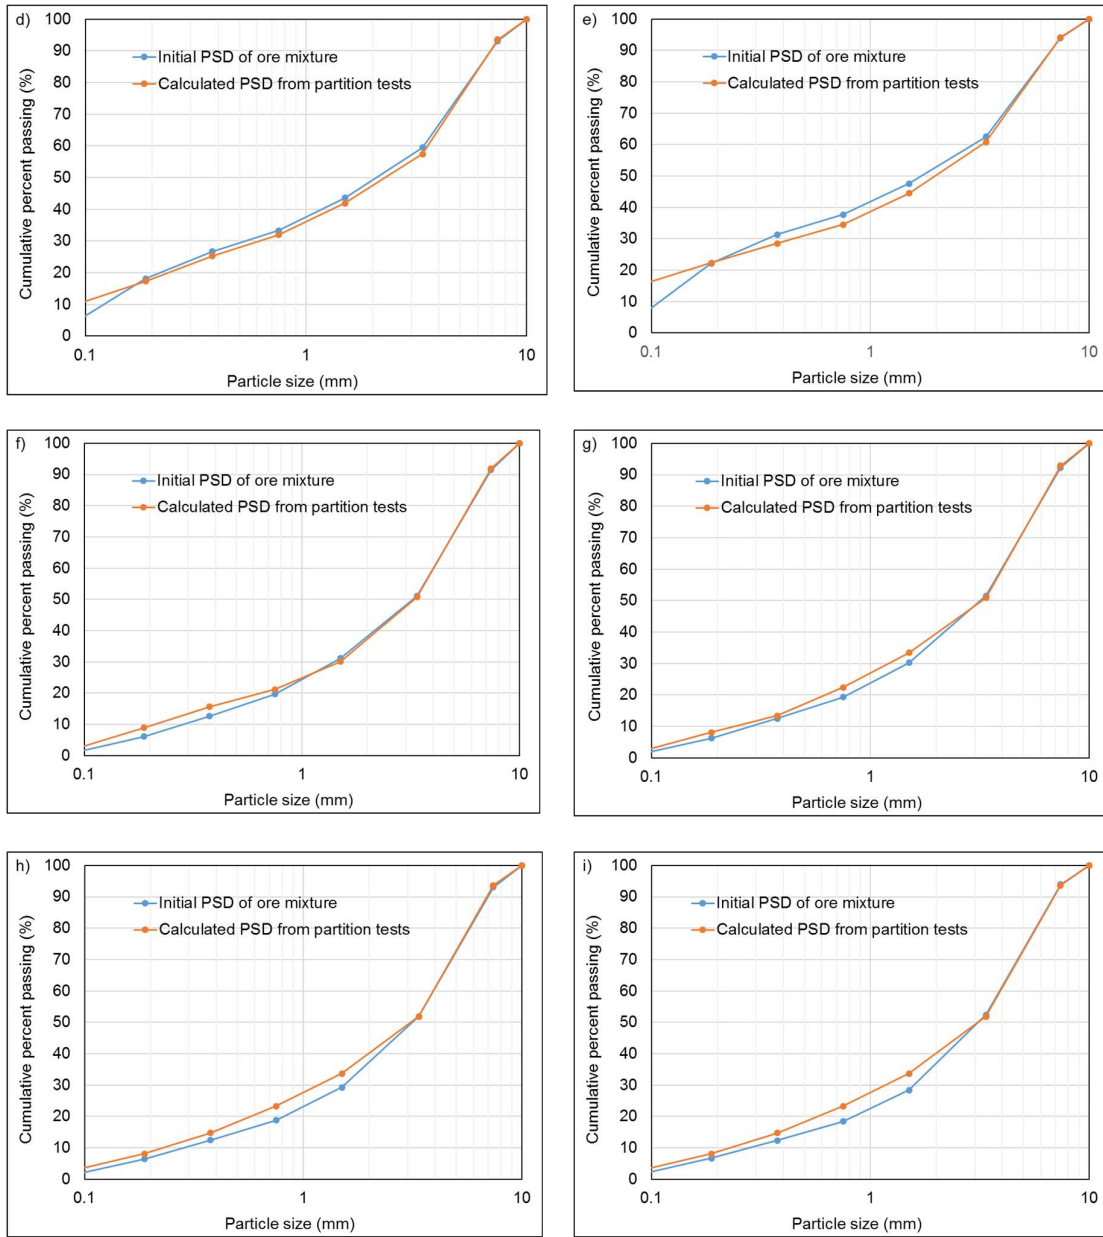 d)
Cumulative percent passing (%)
100
90
80
70
60
50
40
30
20
10
0
Initial PSD of ore mixture
Calculated PSD from partition tests
0.1 1 10
Particle size (mm)
e)
Cumulative percent passing (%)
100
90
80
70
60
50
40
30
20
10
0
Initial PSD of ore mixture
Calculated PSD from partition tests
0.1 1 10
Particle size (mm)
f)
Cumulative percent passing (%)
100
90
80
70
60
50
40
30
20
10
0
Initial PSD of ore mixture
Calculated PSD from partition tests
0.1 1 10
Particle size (mm)
g)
Cumulative percent passing (%)
100
90
80
70
60
50
40
30
20
10
0
Initial PSD of ore mixture
Calculated PSD from partition tests
0.1 1 10
Particle size (mm)
h)
Cumulative percent passing (%)
100
90
80
70
60
50
40
30
20
10
0
Initial PSD of ore mixture
Calculated PSD from partition tests
0.1 1 10
Particle size (mm)
i)
Cumulative percent passing (%)
100
90
80
70
60
50
40
30
20
10
0
Initial PSD of ore mixture
Calculated PSD from partition tests
0.1 1 10
Particle size (mm)